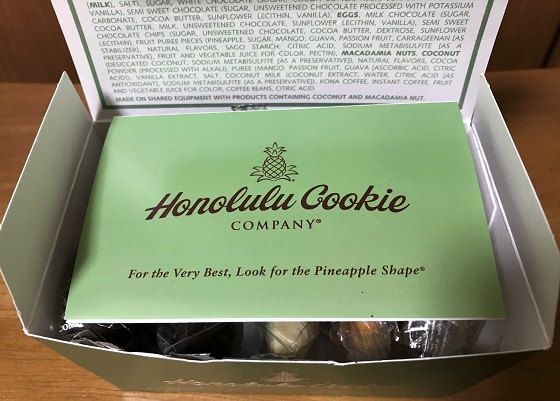 [MILK], SALT), SUGAR, WHITE CHOCOLATE (SUGAR,
VANILLA), SEMI SWEET CHOCOLATE (SUGAR, UNSWEETENED CHOCOLATE PROCESSED WITH POTASSIUM
CARBONATE, COCOA BUTTER, SUNFLOWER LECITHIN, VANILLA), EGGS, MILK CHOCOLATE (SUGAR,
COCOA BUTTER, MILK, UNSWEETENED CHOCOLATE, SUNFLOWER LECITHIN, VANILLA), SEMI SWEET
CHOCOLATE CHIPS (SUGAR, UNSWEETENED CHOCOLATE, COCOA BUTTER, DEXTROSE, SUNFLOWER
LECITHIN), FRUIT PUREE PIECES (PINEAPPLE, SUGAR, MANGO, GUAVA, PASSION FRUIT, CARRAGEENAN [AS
STABILIZER], NATURAL FLAVORS, SAGO STARCH, CITRIC ACID, SODIUM METABISULFITE [A
PRESERVATIVE], FRUIT AND VEGETABLE JUICE FOR COLOR, PECTIN), MACADAMIA NUTS, COCONUT
(DESICCATED COCONUT, SODIUM METABISULFITE [AS A PRESERVATIVE]), NATURAL FLAVORS, COCOA
POWDER (PROCESSED WITH ALKALI), PUREE (MANGO, PASSION FRUIT, GUAVA [ASCORBIC ACID, CITRIC
ACID]), VANILLA EXTRACT, SALT, COCONUT MILK (COCONUT EXTRACT, WATER, CITRIC ACID [AS
ANTIOXIDANT], SODIUM METABISULFITE [AS A PRESERVATIVE]), KONA COFFEE, INSTANT COFFEE, FRUIT
AND VEGETABLE JUICE FOR COLOR, COFFEE BEANS, CITRIC ACID.
MADE ON SHARED EQUIPMENT WITH PRODUCTS CONTAINING COCONUT AND MACADAMIA NUT.
Honolulu Cookie
COMPANY®
For the Very Best, Look for the Pineapple Shape®
Honolulu Cookie